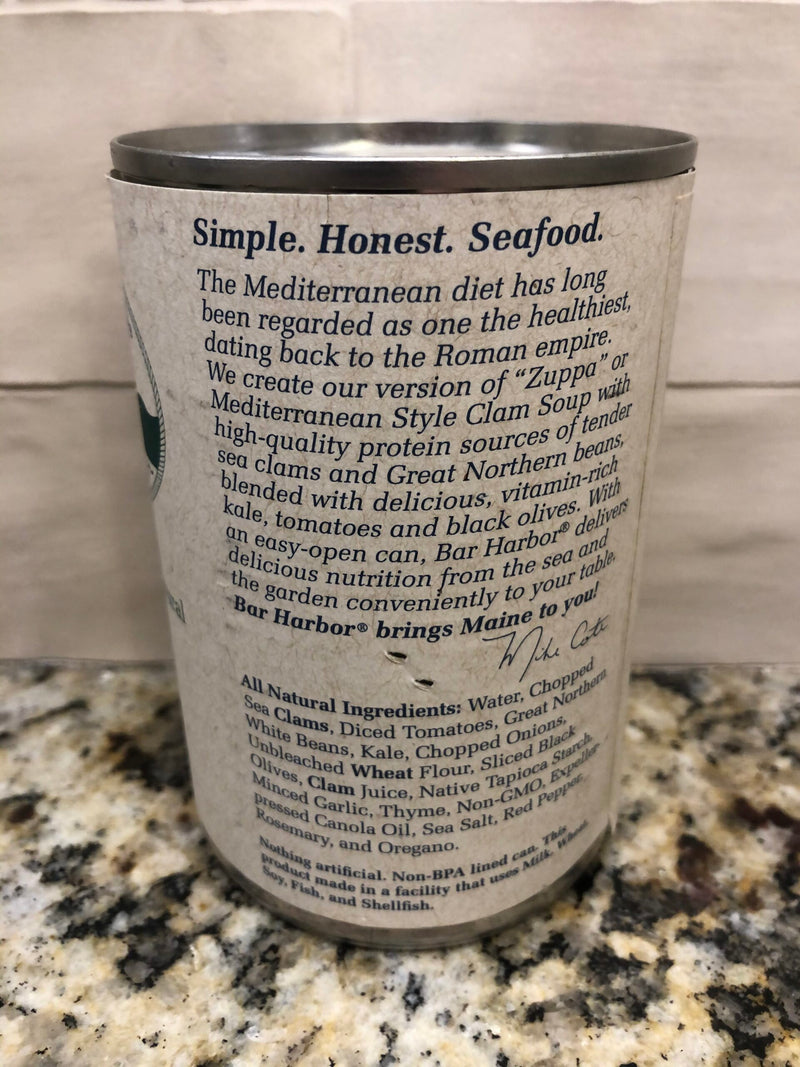 Simple. Honest. Seafood.
The Mediterranean diet has long
been regarded as one the healthiest,
dating back to the Roman empire.
We create our version of “Zuppa” or
Mediterranean Style Clam Soup with
high-quality protein sources of tender
sea clams and Great Northern beans,
blended with delicious, vitamin-rich
kale, tomatoes and black olives. With
an easy-open can, Bar Harbor® delivers
delicious nutrition from the sea and
the garden conveniently to your table.
Bar Harbor® brings Maine to you!
Mike Cote
All Natural Ingredients: Water, Chopped
Sea Clams, Diced Tomatoes, Great Northern
White Beans, Kale, Chopped Onions,
Unbleached Wheat Flour, Sliced Black
Olives, Clam Juice, Native Tapioca Starch,
Minced Garlic, Thyme, Non-GMO, Expeller
pressed Canola Oil, Sea Salt, Red Pepper,
Rosemary, and Oregano.
Nothing artificial. Non-BPA lined can. This
product made in a facility that uses Milk, Wheat,
Soy, Fish, and Shellfish.